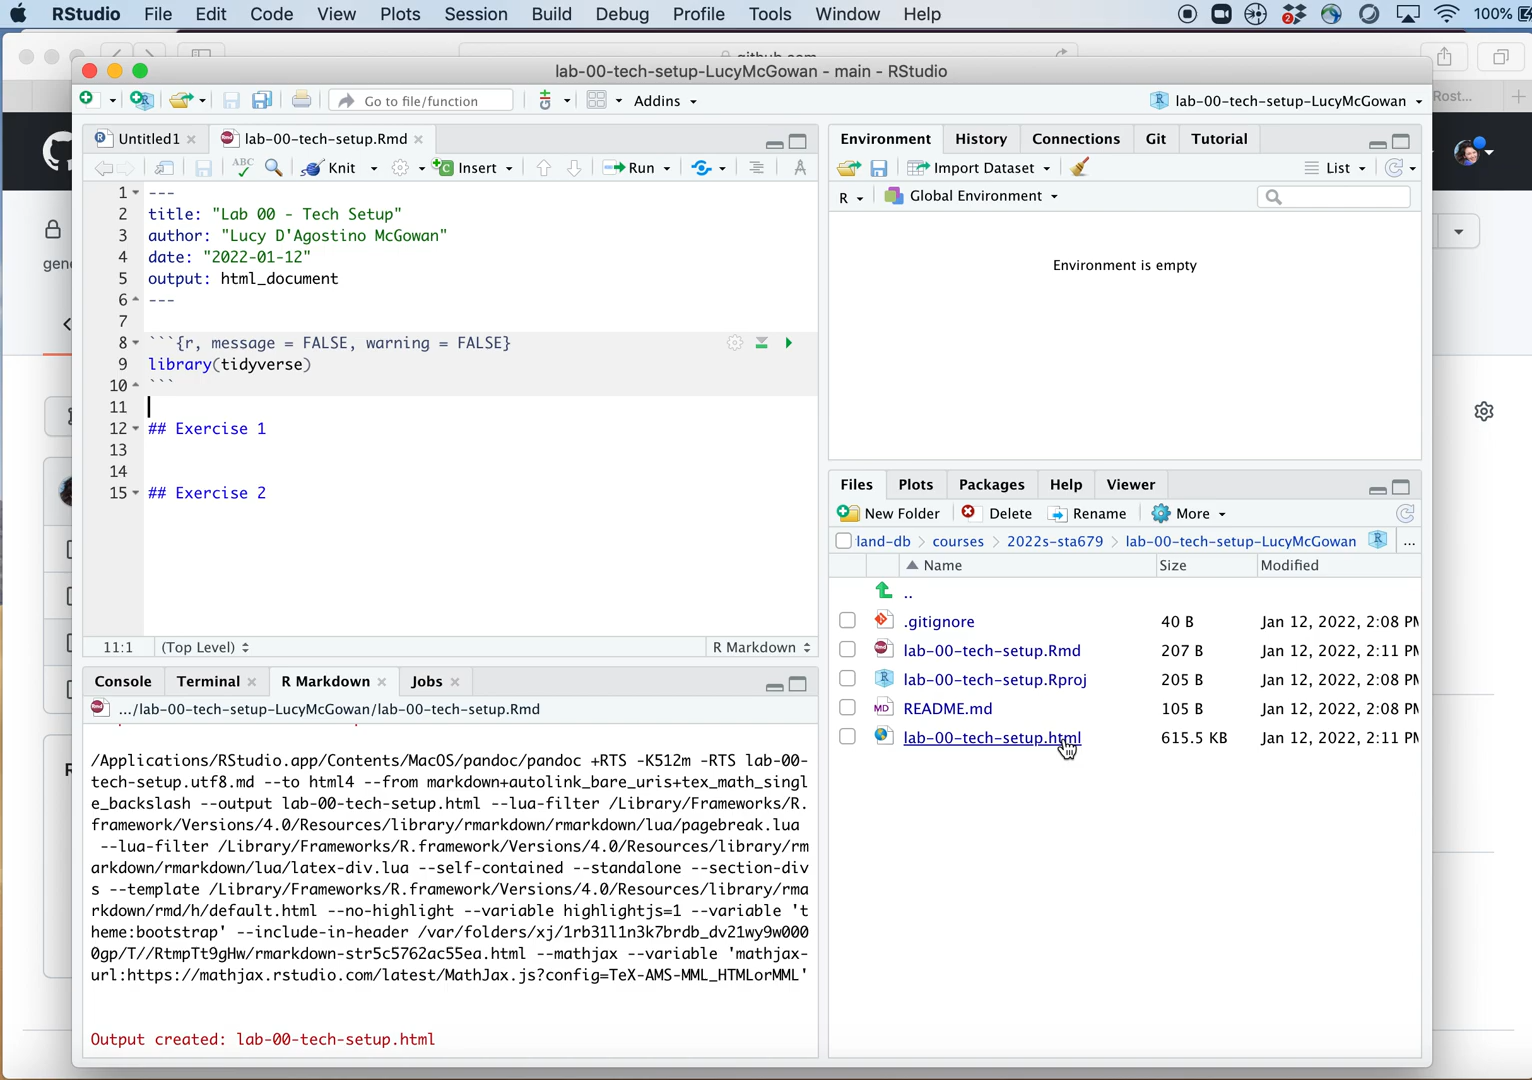 RStudio File Edit Code View Plots Session Build Debug Profile Tools Window Help 2 100%
lab-00-tech-setup-LucyMcGowan - main - RStudio
Go to file/function Addins lab-00-tech-setup-LucyMcGowan Rost...
Untitled1 lab-00-tech-setup.Rmd
ABC Knit Insert Run
1 ---
2 title: "Lab 00 - Tech Setup"
3 author: "Lucy D'Agostino McGowan"
4 date: "2022-01-12"
5 output: html_document
6 ---
7
8 ```{r, message = FALSE, warning = FALSE}
9 library(tidyverse)
10 ```
11
12 ## Exercise 1
13
14
15 ## Exercise 2
11:1 (Top Level) R Markdown
Console Terminal R Markdown Jobs
.../lab-00-tech-setup-LucyMcGowan/lab-00-tech-setup.Rmd
/Applications/RStudio.app/Contents/MacOS/pandoc/pandoc +RTS -K512m -RTS lab-00-
tech-setup.utf8.md --to html4 --from markdown+autolink_bare_uris+tex_math_singl
e_backslash --output lab-00-tech-setup.html --lua-filter /Library/Frameworks/R.
framework/Versions/4.0/Resources/library/rmarkdown/rmarkdown/lua/pagebreak.lua
--lua-filter /Library/Frameworks/R.framework/Versions/4.0/Resources/library/rm
arkdown/rmarkdown/lua/latex-div.lua --self-contained --standalone --section-div
s --template /Library/Frameworks/R.framework/Versions/4.0/Resources/library/rma
rkdown/rmd/h/default.html --no-highlight --variable highlightjs=1 --variable 't
heme:bootstrap' --include-in-header /var/folders/xj/1rb31l1n3k7brdb_dv21wy9w000
0gp/T//RtmpTt9gHw/rmarkdown-str5c5762ac55ea.html --mathjax --variable 'mathjax-
url:https://mathjax.rstudio.com/latest/MathJax.js?config=TeX-AMS-MML_HTMLorMML'
Output created: lab-00-tech-setup.html
Environment History Connections Git Tutorial
Import Dataset List
R Global Environment
Environment is empty
Files Plots Packages Help Viewer
New Folder Delete Rename More
land-db courses 2022s-sta679 lab-00-tech-setup-LucyMcGowan ...
Name Size Modified
..
.gitignore 40 B Jan 12, 2022, 2:08 PM
lab-00-tech-setup.Rmd 207 B Jan 12, 2022, 2:11 PM
lab-00-tech-setup.Rproj 205 B Jan 12, 2022, 2:08 PM
MD README.md 105 B Jan 12, 2022, 2:08 PM
lab-00-tech-setup.html 615.5 KB Jan 12, 2022, 2:11 PM
gen